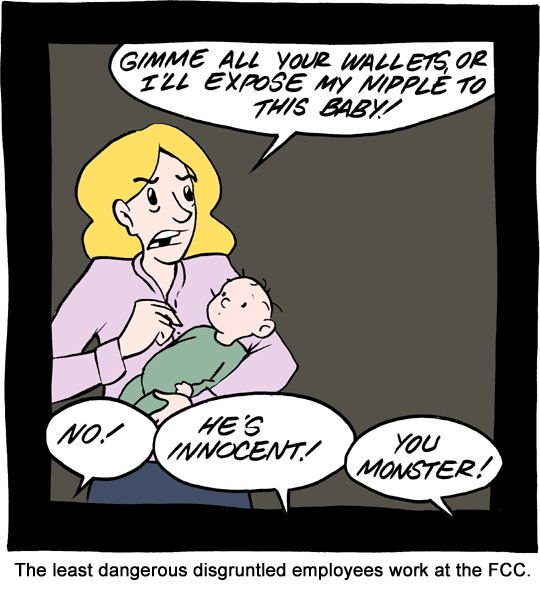 GIMME ALL YOUR WALLETS, OR
I'LL EXPOSE MY NIPPLE TO
THIS BABY!
NO!
HE'S
INNOCENT!
YOU
MONSTER!
The least dangerous disgruntled employees work at the FCC.